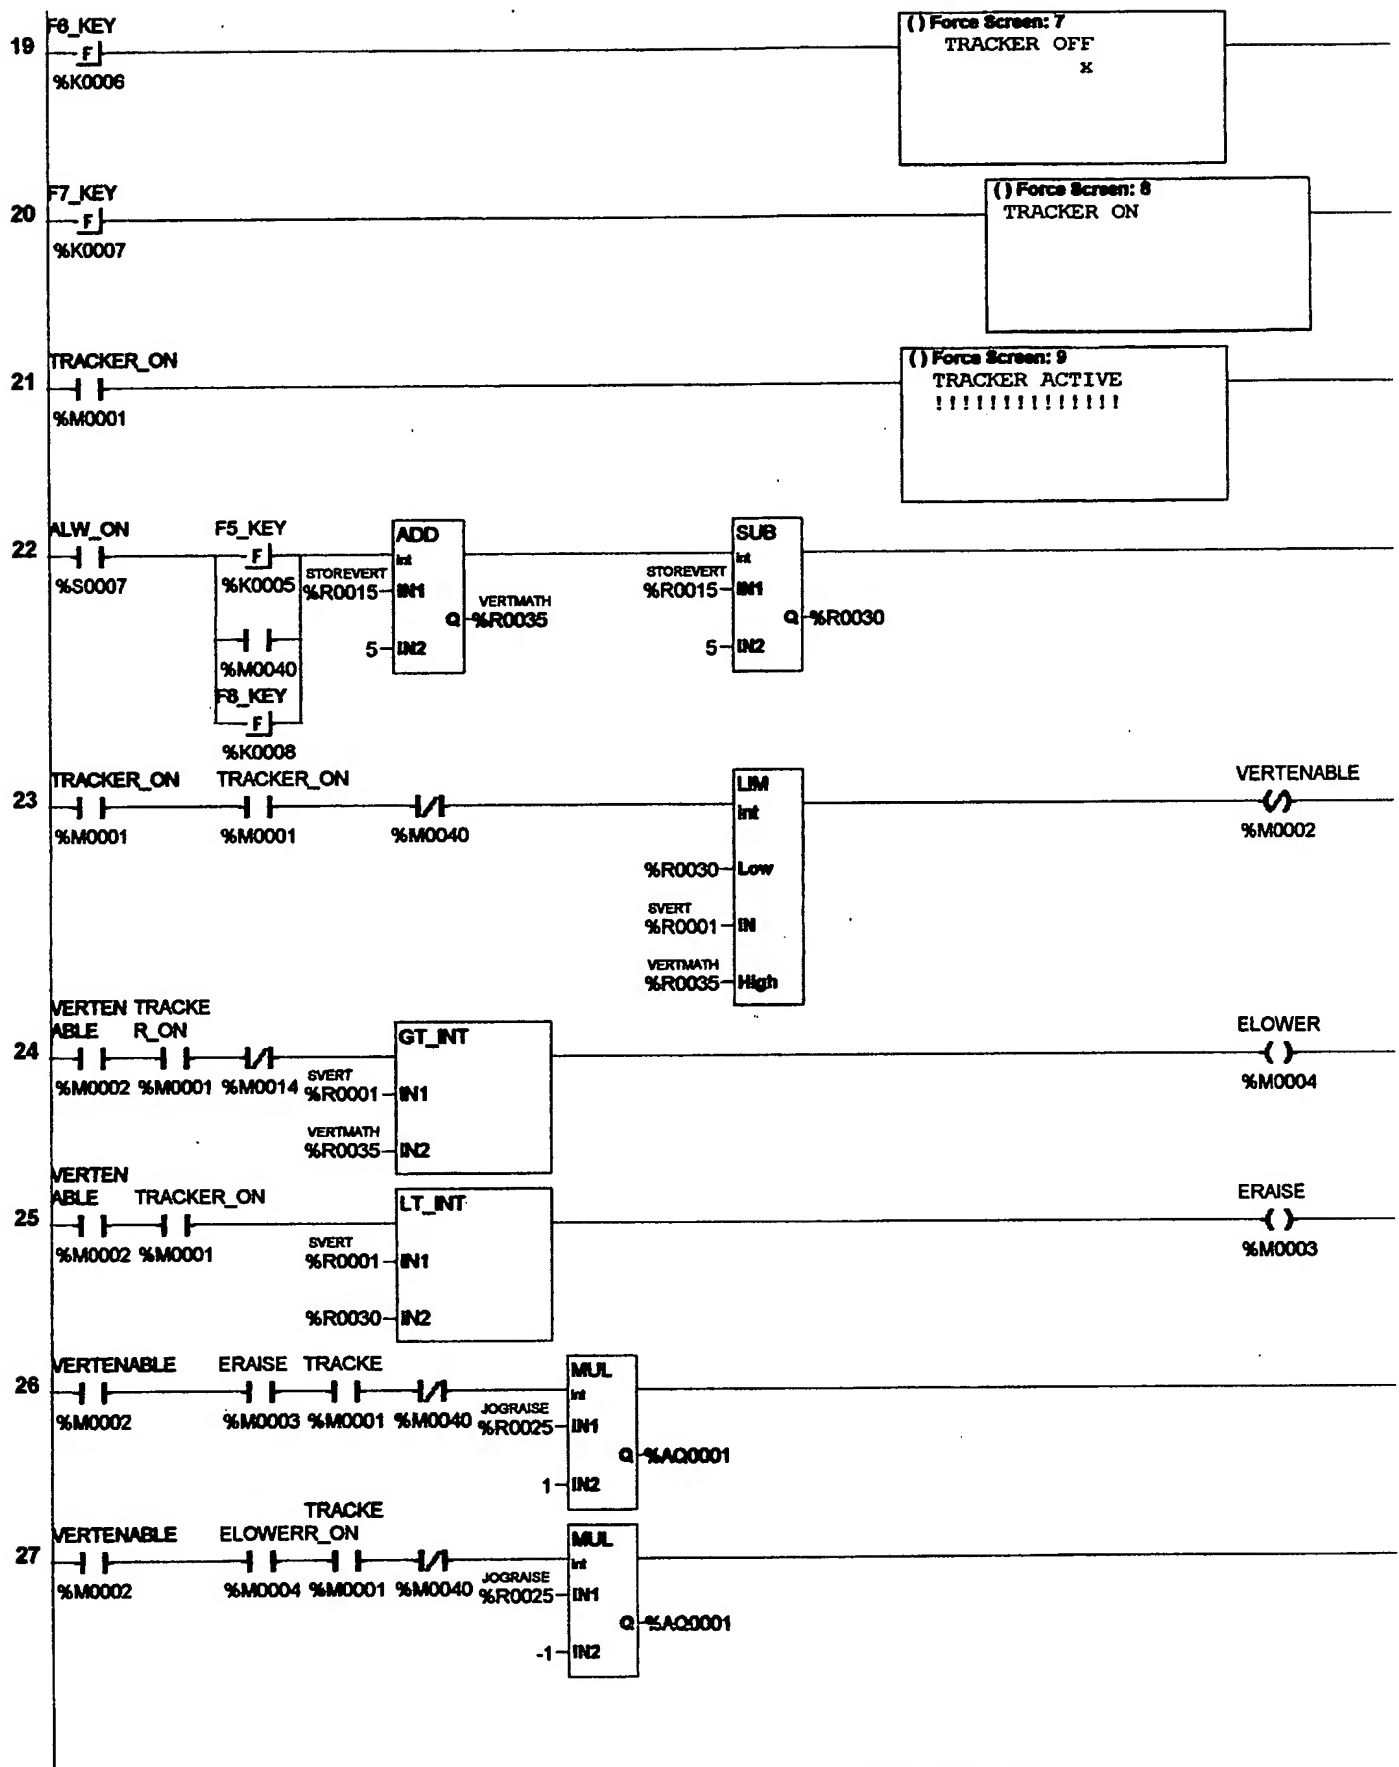 F6_KEY
19
F
%K0006
( ) Force Screen: 7
TRACKER OFF
x
F7_KEY
20
F
%K0007
( ) Force Screen: 8
TRACKER ON
TRACKER_ON
21
%M0001
( ) Force Screen: 9
TRACKER ACTIVE
!!!!!!!!!!!!!!
ALW_ON F5_KEY ADD SUB
22 F Int Int
%S0007 %K0005 STOREVERT %R0015 IN1 STOREVERT %R0015 IN1
VERTMATH
Q %R0035 Q %R0030
%M0040 5 IN2 5 IN2
F8_KEY
F
%K0008
TRACKER_ON TRACKER_ON LIM VERTENABLE
23 Int
%M0001 %M0001 %M0040 %M0002
%R0030 Low
SVERT
%R0001 IN
VERTMATH
%R0035 High
VERTEN TRACKE
ABLE R_ON GT_INT ELOWER
24
%M0002 %M0001 %M0014 SVERT %R0001 IN1 %M0004
VERTMATH
%R0035 IN2
VERTEN
ABLE TRACKER_ON LT_INT ERAISE
25
%M0002 %M0001 SVERT %R0001 IN1 %M0003
%R0030 IN2
VERTENABLE ERAISE TRACKE MUL
26 Int
%M0002 %M0003 %M0001 %M0040 JOGRAISE %R0025 IN1
Q %AQ0001
1 IN2
TRACKE
VERTENABLE ELOWERR_ON MUL
27 Int
%M0002 %M0004 %M0001 %M0040 JOGRAISE %R0025 IN1
Q %AQ0001
-1 IN2